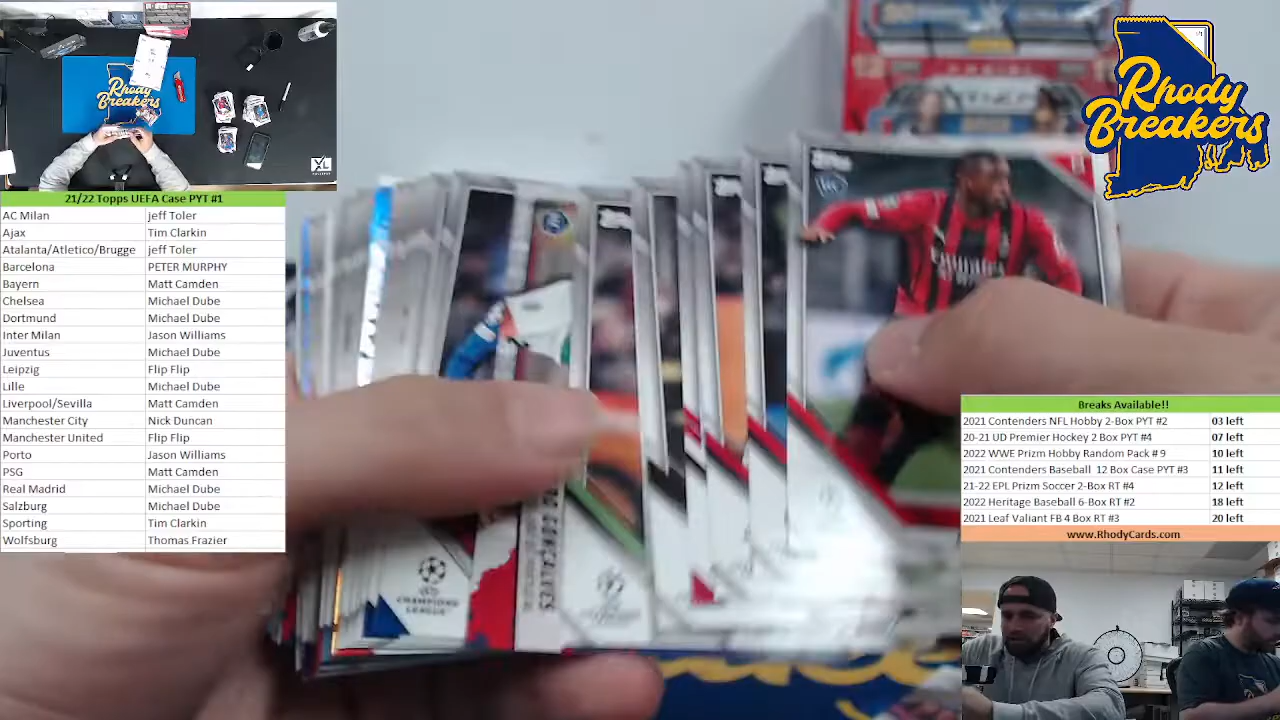 21/22 Topps UEFA Case PYT #1
AC Milan jeff Toler
Ajax Tim Clarkin
Atalanta/Atletico/Brugge jeff Toler
Barcelona PETER MURPHY
Bayern Matt Camden
Chelsea Michael Dube
Dortmund Michael Dube
Inter Milan Jason Williams
Juventus Michael Dube
Leipzig Flip Flip
Lille Michael Dube
Liverpool/Sevilla Matt Camden
Manchester City Nick Duncan
Manchester United Flip Flip
Porto Jason Williams
PSG Matt Camden
Real Madrid Michael Dube
Salzburg Michael Dube
Sporting Tim Clarkin
Wolfsburg Thomas Frazier
Rhody
Breakers
XL
Rhody
Breakers
UEFA
CHAMPIONS
LEAGUE
Breaks Available!!
2021 Contenders NFL Hobby 2-Box PYT #2 03 left
20-21 UD Premier Hockey 2 Box PYT #4 07 left
2022 WWE Prizm Hobby Random Pack # 9 10 left
2021 Contenders Baseball 12 Box Case PYT #3 11 left
21-22 EPL Prizm Soccer 2-Box RT #4 12 left
2022 Heritage Baseball 6-Box RT #2 18 left
2021 Leaf Valiant FB 4 Box RT #3 20 left
www.RhodyCards.com